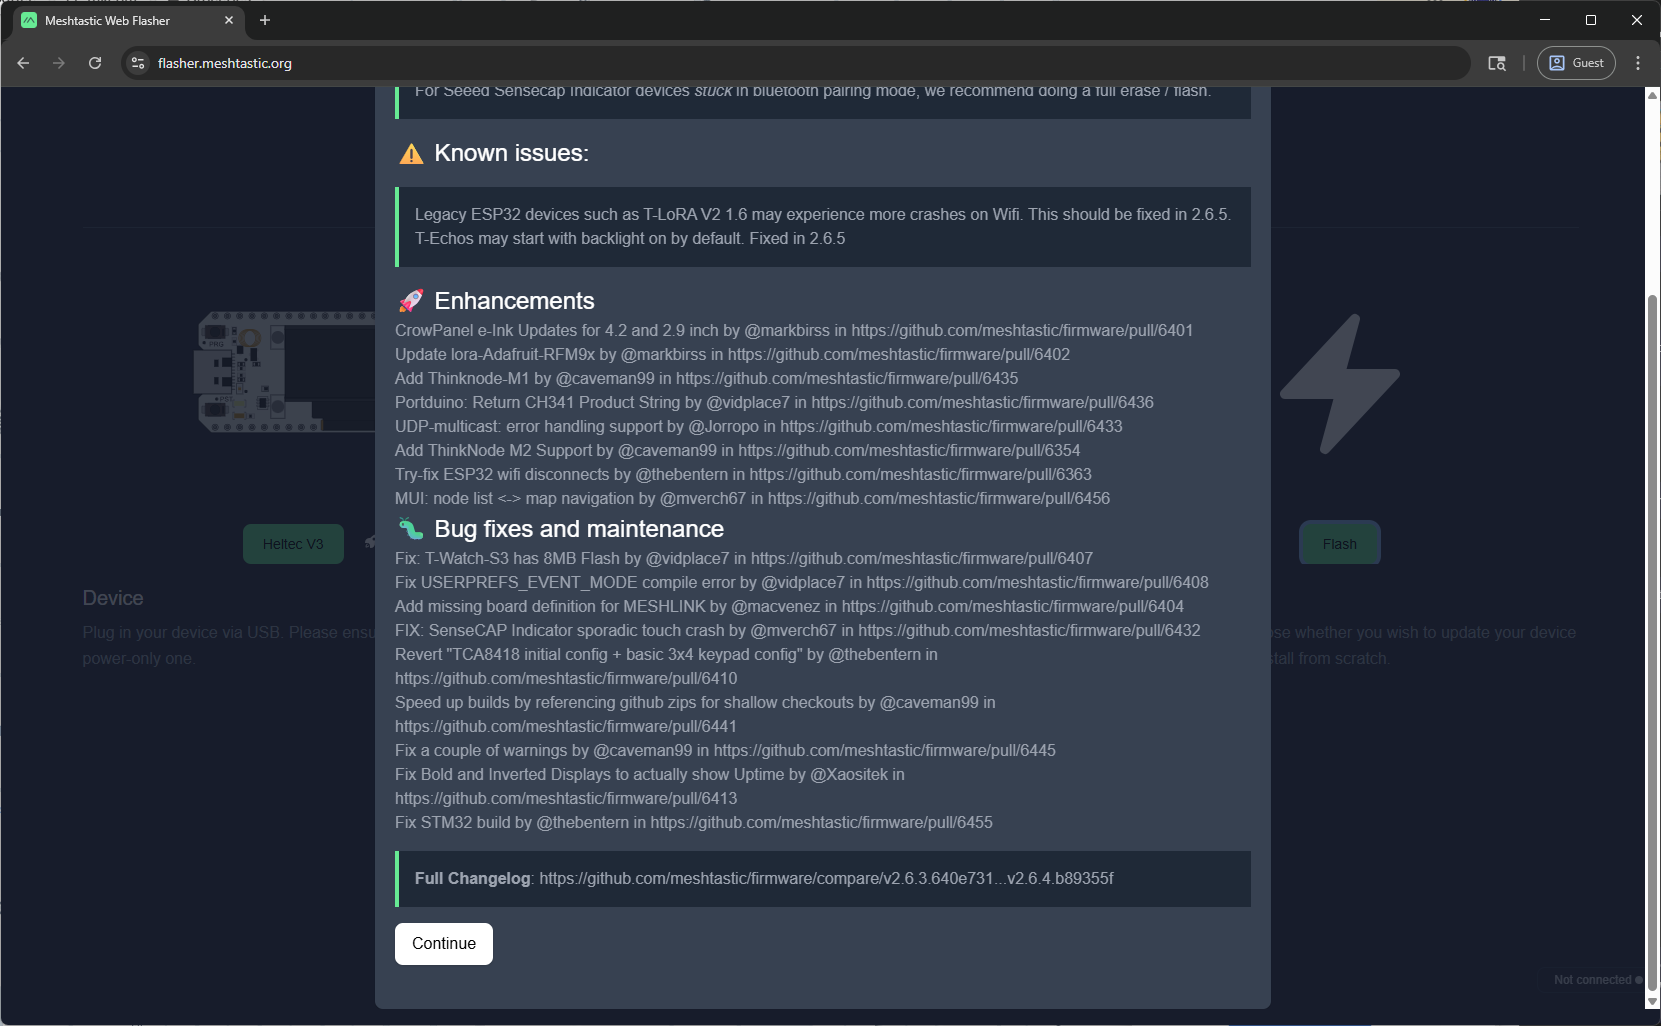 Meshtastic Web Flasher
flasher.meshtastic.org
Guest
For Seeed Sensecap Indicator devices stuck in bluetooth pairing mode, we recommend doing a full erase / flash.
Known issues:
Legacy ESP32 devices such as T-LoRA V2 1.6 may experience more crashes on Wifi. This should be fixed in 2.6.5.
T-Echos may start with backlight on by default. Fixed in 2.6.5
Enhancements
CrowPanel e-Ink Updates for 4.2 and 2.9 inch by @markbirss in https://github.com/meshtastic/firmware/pull/6401
Update lora-Adafruit-RFM9x by @markbirss in https://github.com/meshtastic/firmware/pull/6402
Add Thinknode-M1 by @caveman99 in https://github.com/meshtastic/firmware/pull/6435
Portduino: Return CH341 Product String by @vidplace7 in https://github.com/meshtastic/firmware/pull/6436
UDP-multicast: error handling support by @Jorropo in https://github.com/meshtastic/firmware/pull/6433
Add ThinkNode M2 Support by @caveman99 in https://github.com/meshtastic/firmware/pull/6354
Try-fix ESP32 wifi disconnects by @thebentern in https://github.com/meshtastic/firmware/pull/6363
MUI: node list <-> map navigation by @mverch67 in https://github.com/meshtastic/firmware/pull/6456
Bug fixes and maintenance
Fix: T-Watch-S3 has 8MB Flash by @vidplace7 in https://github.com/meshtastic/firmware/pull/6407
Fix USERPREFS_EVENT_MODE compile error by @vidplace7 in https://github.com/meshtastic/firmware/pull/6408
Add missing board definition for MESHLINK by @macvenez in https://github.com/meshtastic/firmware/pull/6404
FIX: SenseCAP Indicator sporadic touch crash by @mverch67 in https://github.com/meshtastic/firmware/pull/6432
Revert "TCA8418 initial config + basic 3x4 keypad config" by @thebentern in
https://github.com/meshtastic/firmware/pull/6410
Speed up builds by referencing github zips for shallow checkouts by @caveman99 in
https://github.com/meshtastic/firmware/pull/6441
Fix a couple of warnings by @caveman99 in https://github.com/meshtastic/firmware/pull/6445
Fix Bold and Inverted Displays to actually show Uptime by @Xaositek in
https://github.com/meshtastic/firmware/pull/6413
Fix STM32 build by @thebentern in https://github.com/meshtastic/firmware/pull/6455
Full Changelog: https://github.com/meshtastic/firmware/compare/v2.6.3.640e731...v2.6.4.b89355f
Continue
PRG
Heltec V3
Device
Plug in your device via USB. Please ensu
power-only one.
Flash
ose whether you wish to update your device
stall from scratch.
Not connected